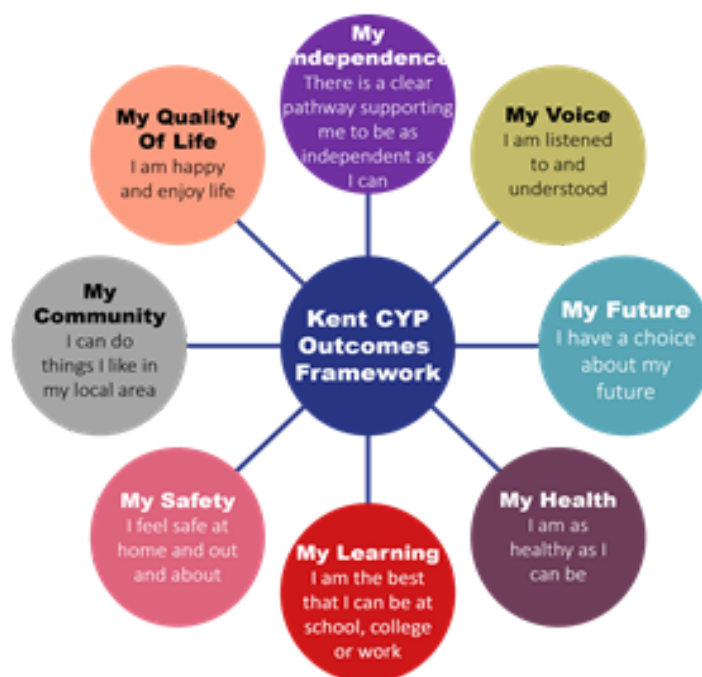 My
Independence
There is a clear
pathway supporting
me to be as
independent as
I can
My Voice
I am listened
to and
understood
My Future
I have a choice
about my
future
My Health
I am as
healthy as I
can be
My Learning
I am the best
that I can be at
school, college
or work
My Safety
I feel safe at
home and out
and about
My
Community
I can do
things I like in
my local area
My Quality
Of Life
I am happy
and enjoy life
Kent CYP
Outcomes
Framework